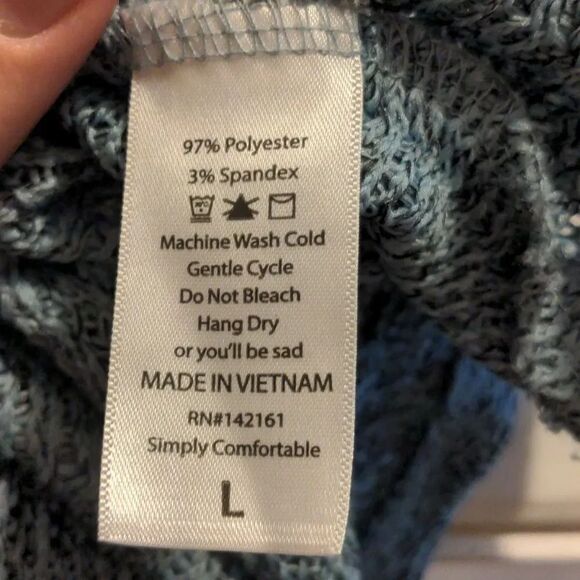 97% Polyester
3% Spandex
Machine Wash Cold
Gentle Cycle
Do Not Bleach
Hang Dry
or you'll be sad
MADE IN VIETNAM
RN#142161
Simply Comfortable
L